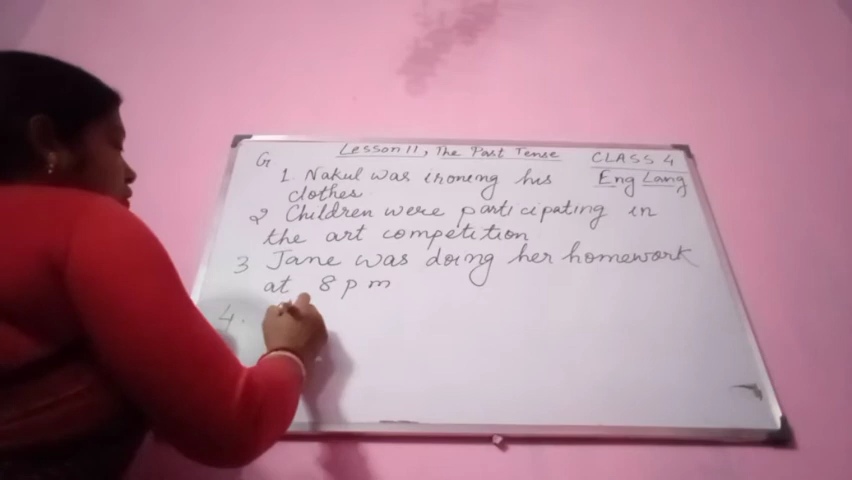 Lesson 11, The Past Tense
CLASS 4
Eng Lang
G
1. Nakul was ironing his
clothes.
2 Children were participating in
the art competition
3 Jane was doing her homework
at 8 pm
4.